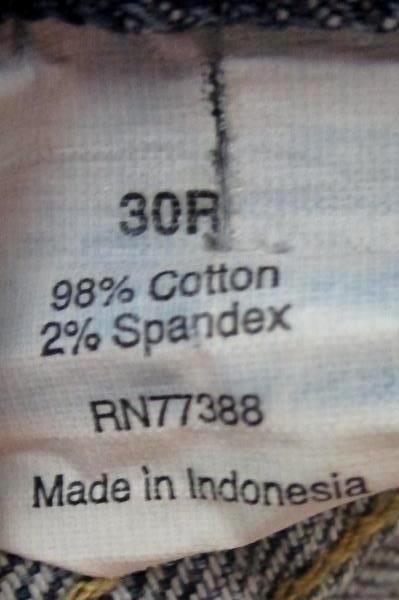 30R
98% Cotton
2% Spandex
RN77388
Made in Indonesia